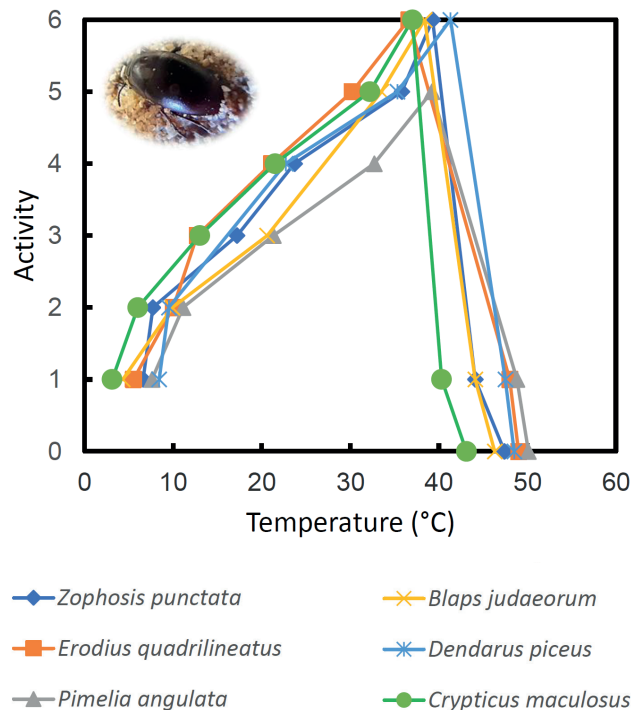 6
5
4
3
2
1
0
Activity
0 10 20 30 40 50 60
Temperature (°C)
Zophosis punctata
Blaps judaeorum
Erodius quadrilineatus
Dendarus piceus
Pimelia angulata
Crypticus maculosus